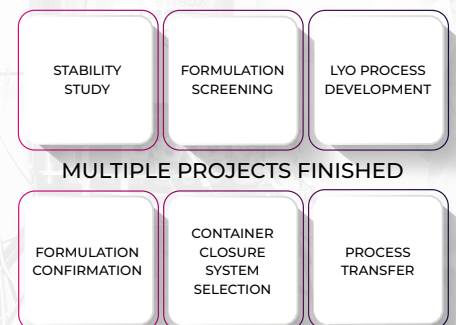 STABILITY
STUDY
FORMULATION
SCREENING
LYO PROCESS
DEVELOPMENT
MULTIPLE PROJECTS FINISHED
FORMULATION
CONFIRMATION
CONTAINER
CLOSURE
SYSTEM
SELECTION
PROCESS
TRANSFER